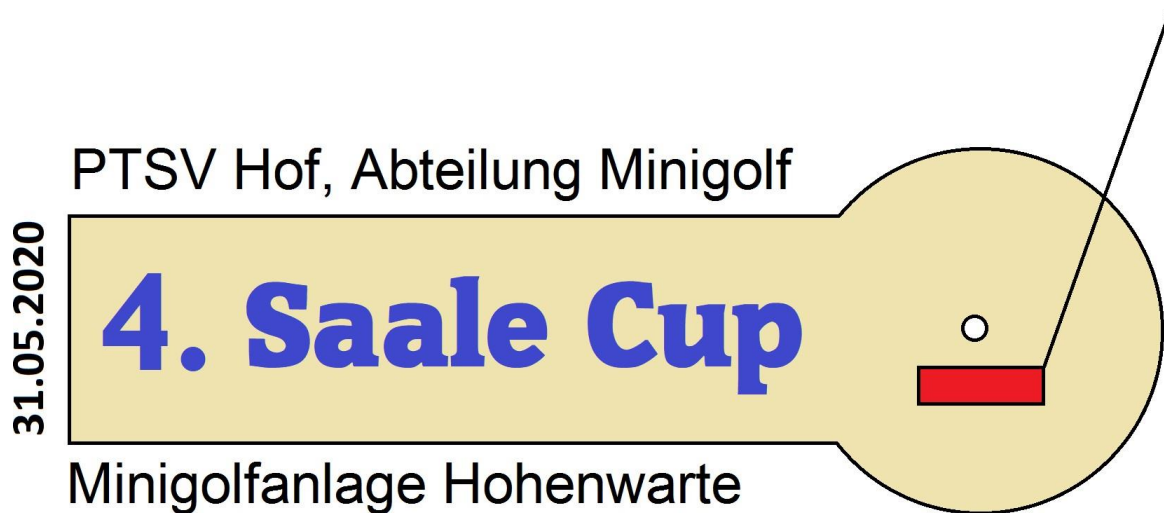 PTSV Hof, Abteilung Minigolf
31.05.2020
4. Saale Cup
Minigolfanlage Hohenwarte